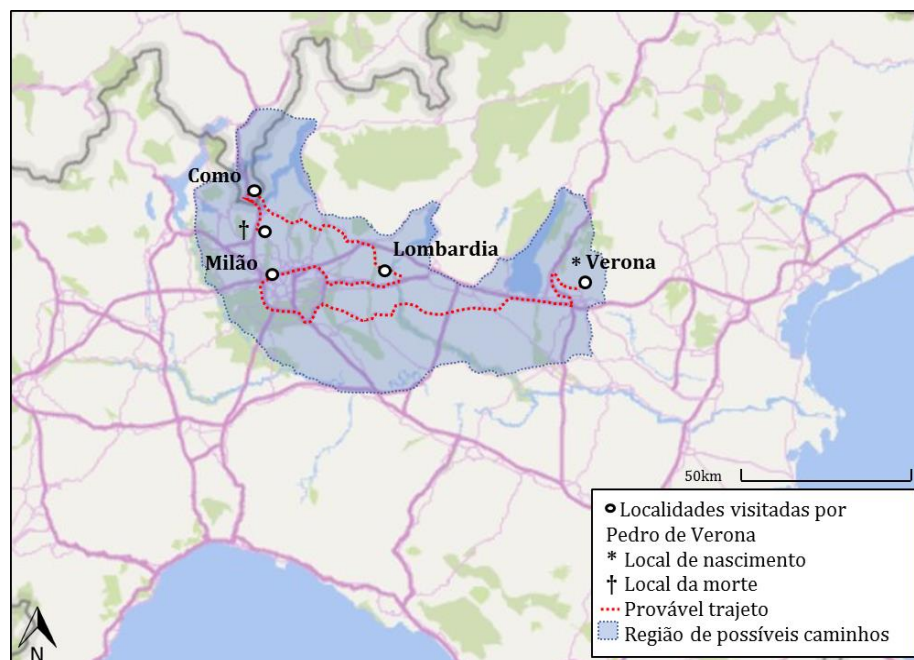 Como
†
Milão
Lombardia
* Verona
50km
Localidades visitadas por
Pedro de Verona
* Local de nascimento
† Local da morte
Provável trajeto
Região de possíveis caminhos
N